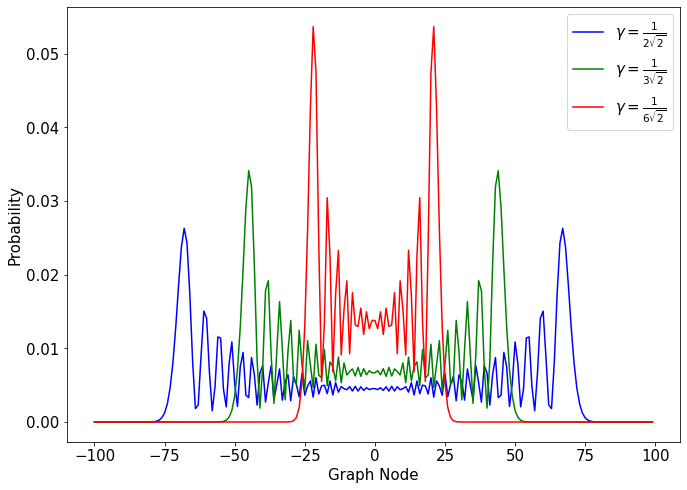 γ = 1/(2√2)
γ = 1/(3√2)
γ = 1/(6√2)
0.05
0.04
0.03
0.02
0.01
0.00
Probability
−100 −75 −50 −25 0 25 50 75 100
Graph Node